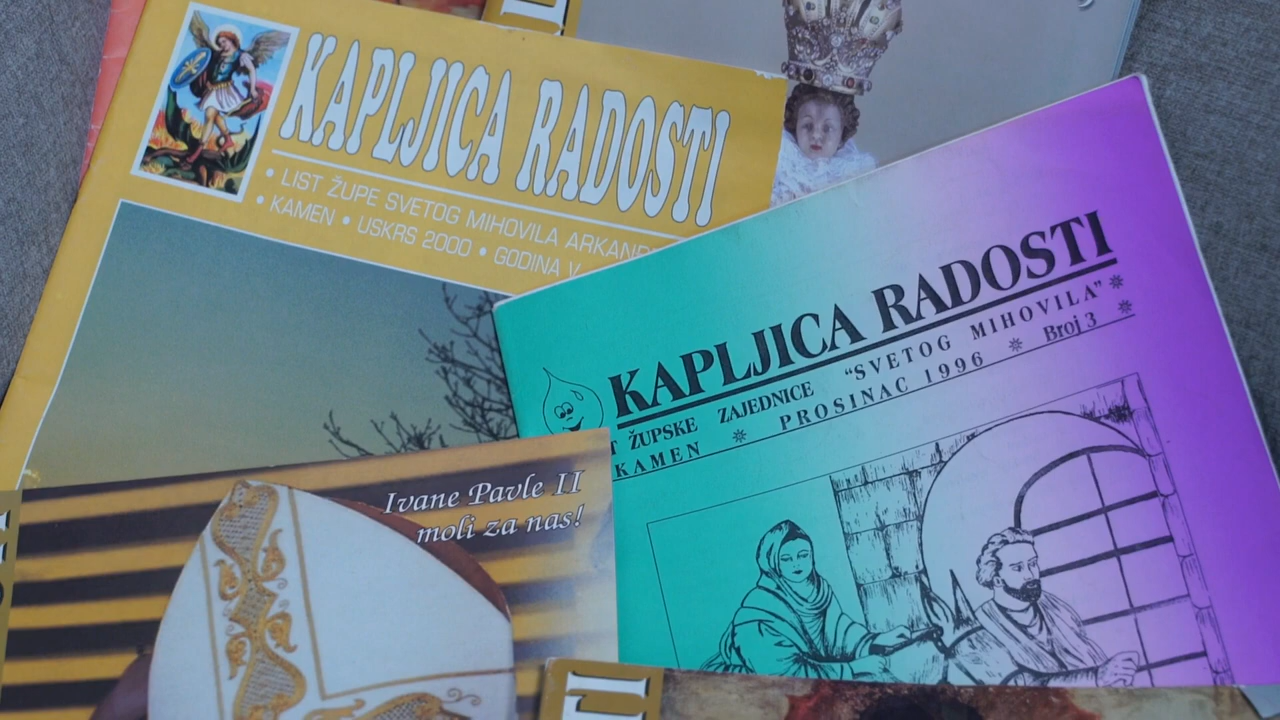 KAPLJICA RADOSTI
• LIST ŽUPE SVETOG MIHOVILA
• KAMEN • USKRS 2000 • GODINA V
KAPLJICA RADOSTI
ŽUPSKE ZAJEDNICE “SVETOG MIHOVILA”
KAMEN PROSINAC 1996 Broj 3
Ivane Pavle II
moli za nas!